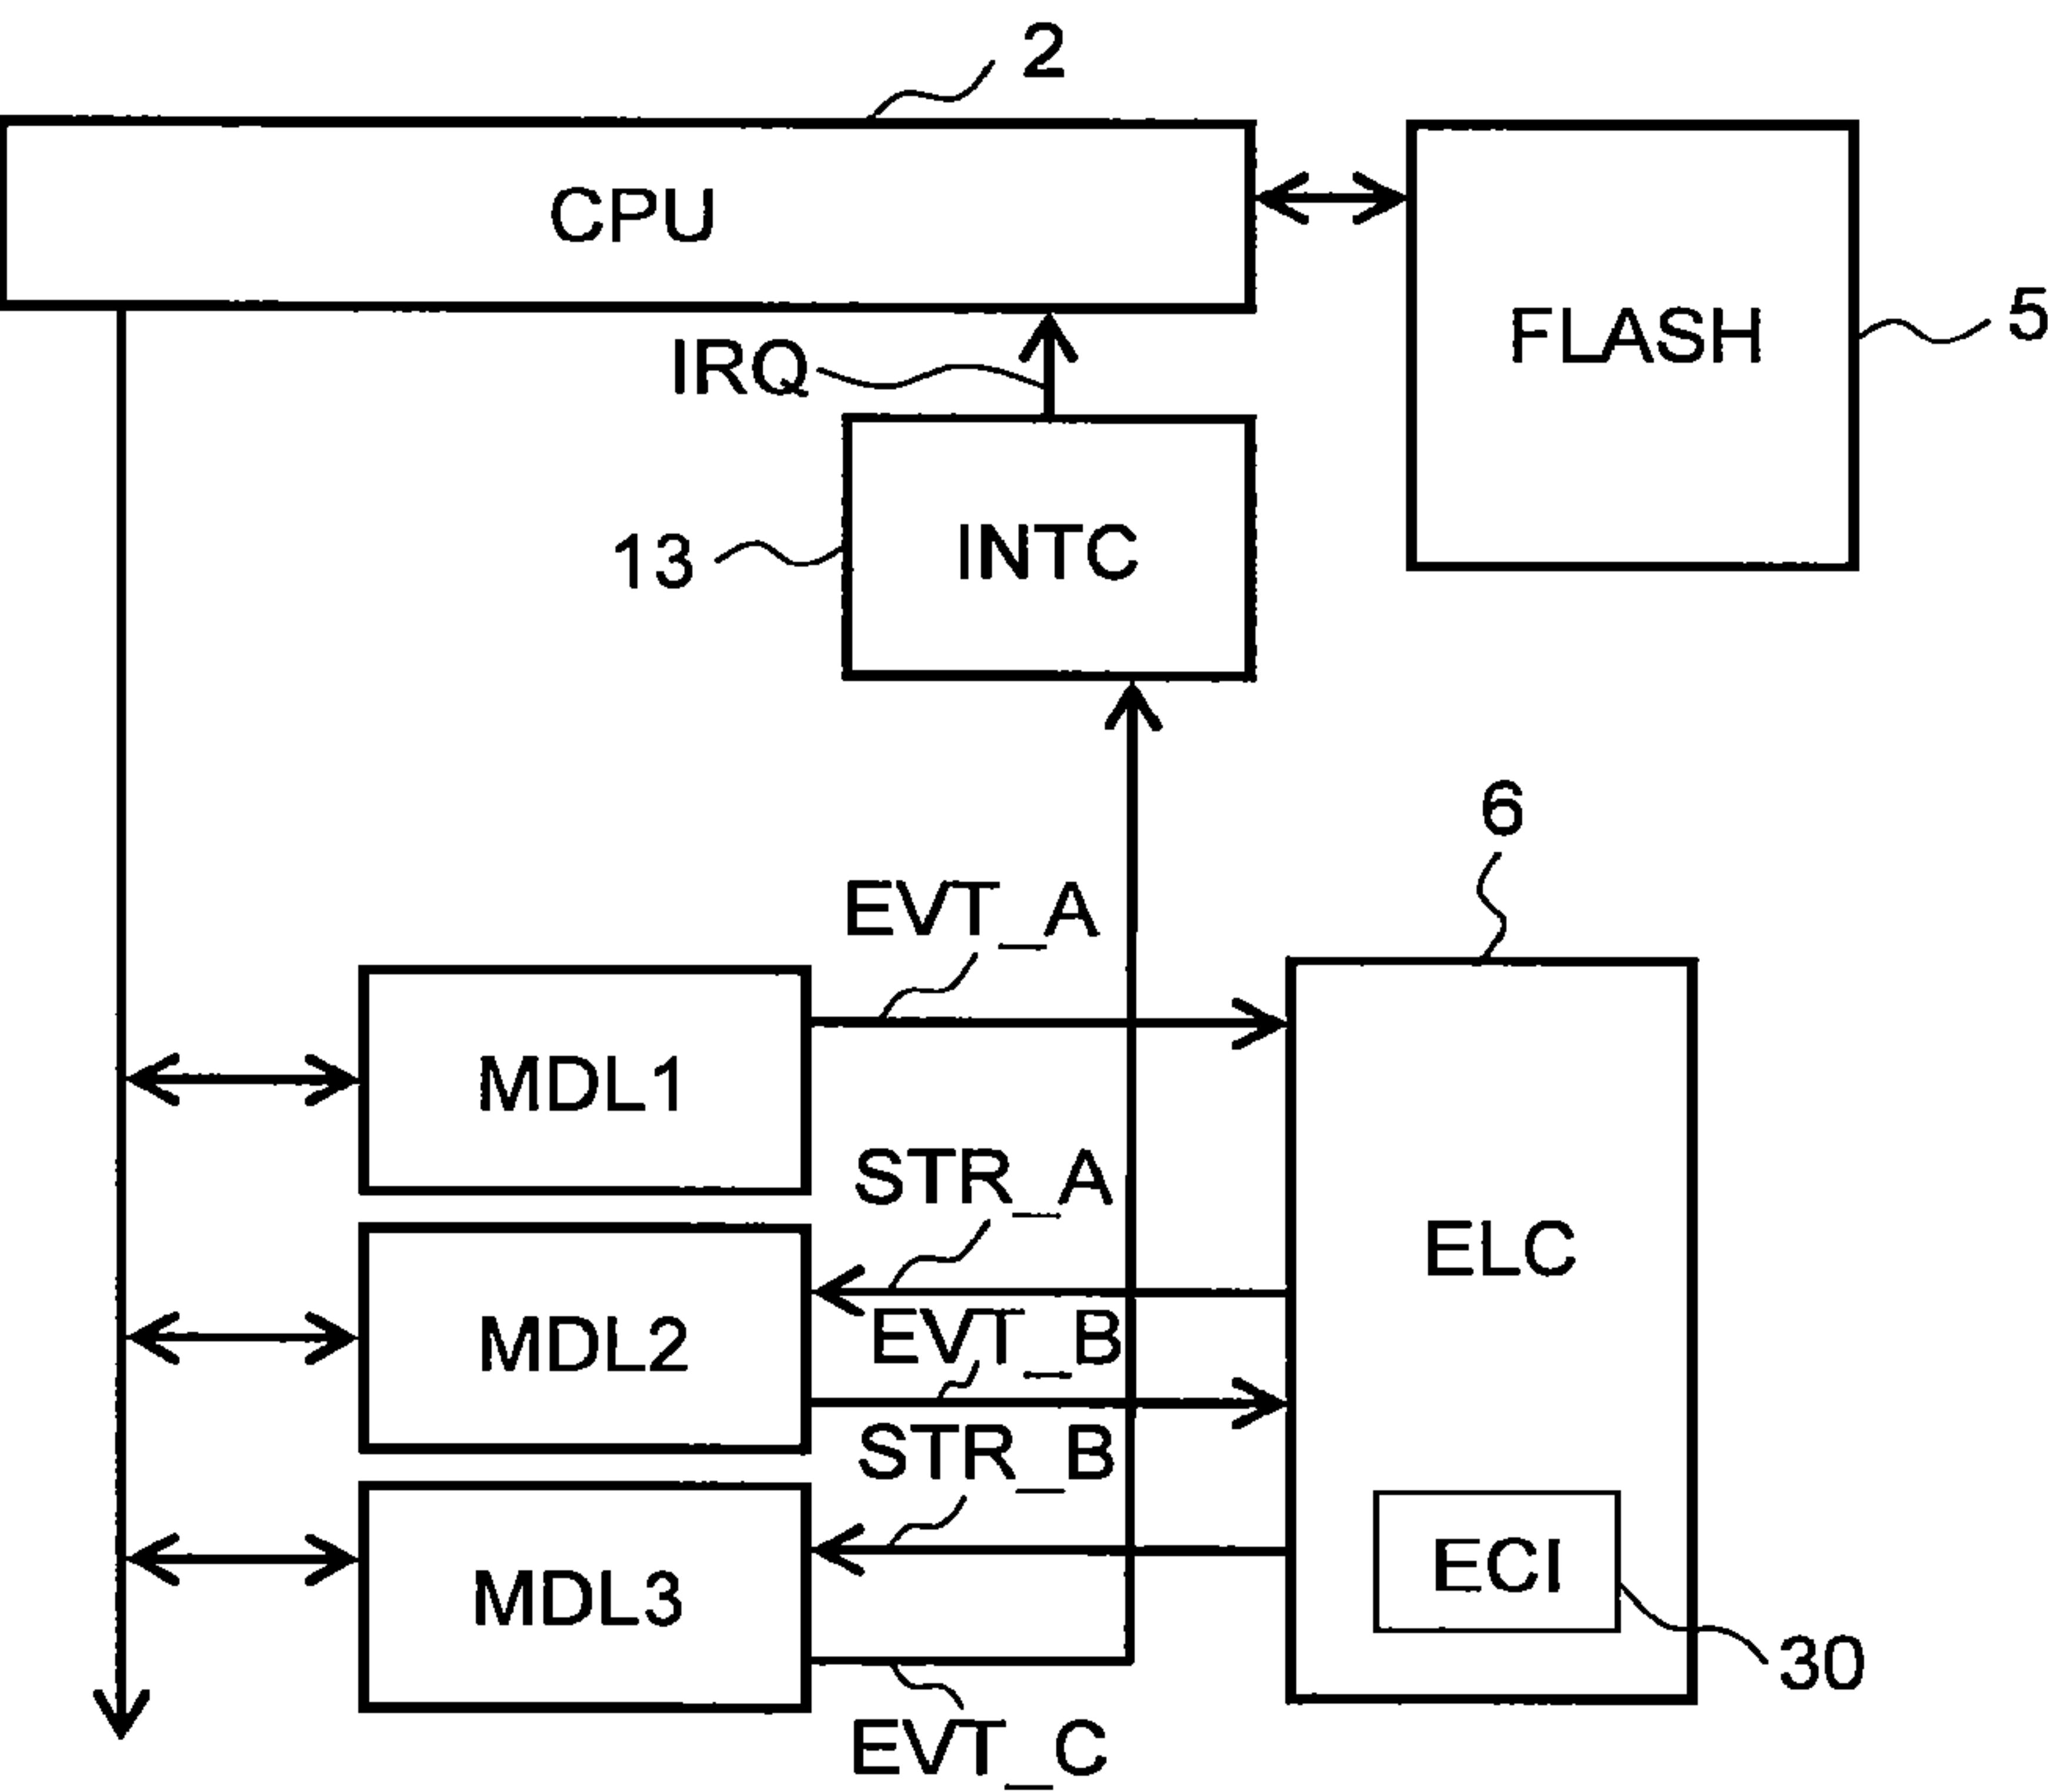 2
CPU
FLASH
5
IRQ
INTC
13
6
EVT_A
MDL1
STR_A
ELC
EVT_B
MDL2
STR_B
ECI
MDL3
30
EVT_C